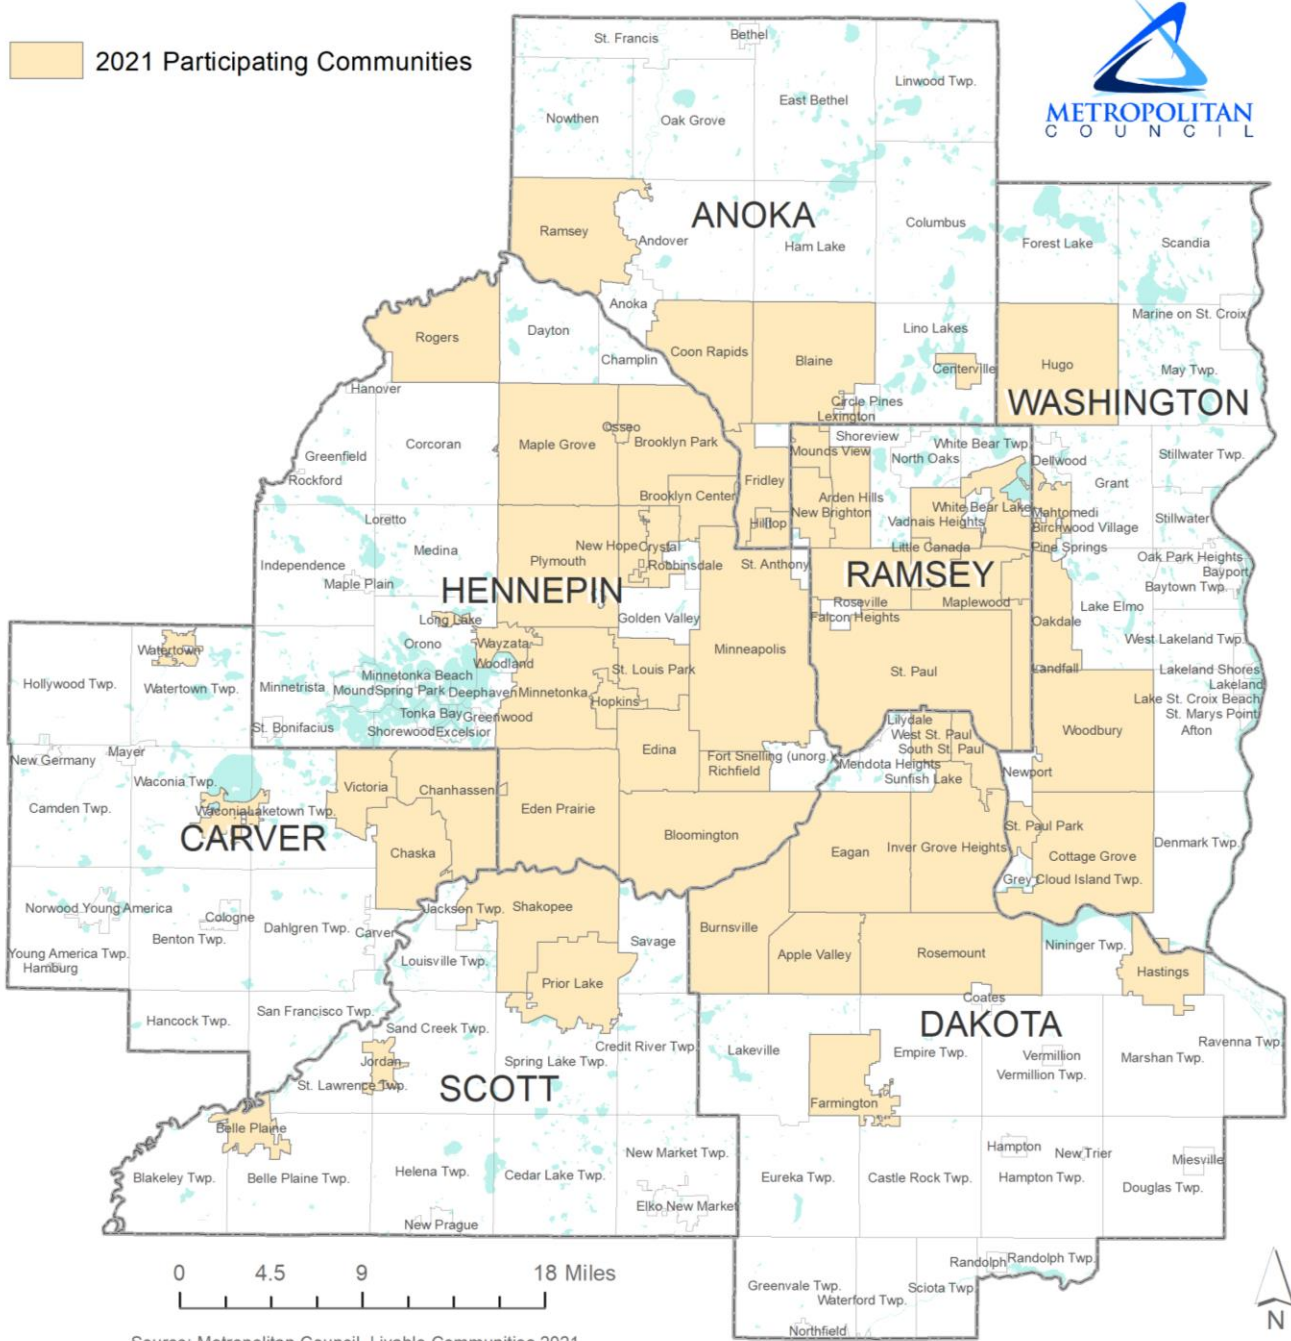 2021 Participating Communities
METROPOLITAN
COUNCIL
St. Francis
Bethel
Linwood Twp.
Nowthen
Oak Grove
East Bethel
ANOKA
Ramsey
Andover
Ham Lake
Columbus
Forest Lake
Scandia
Anoka
Rogers
Dayton
Champlin
Coon Rapids
Blaine
Lino Lakes
Centerville
Hugo
Marine on St. Croix
May Twp.
WASHINGTON
Hanover
Circle Pines
Lexington
Corcoran
Maple Grove
Osseo
Brooklyn Park
Mounds View
Shoreview
North Oaks
White Bear Twp.
Dellwood
Stillwater Twp.
Greenfield
Rockford
Fridley
Grant
Brooklyn Center
Arden Hills
New Brighton
White Bear Lake
Mahtomedi
Birchwood Village
Stillwater
Loretto
Hilltop
Vadnais Heights
Medina
New Hope
Crystal
Robbinsdale
Little Canada
Pine Springs
Oak Park Heights
Bayport
Baytown Twp.
Independence
Maple Plain
Plymouth
St. Anthony
RAMSEY
HENNEPIN
Roseville
Maplewood
Falcon Heights
Lake Elmo
Long Lake
Golden Valley
Oakdale
West Lakeland Twp.
Watertown
Orono
Wayzata
Woodland
Minneapolis
St. Louis Park
St. Paul
Landfall
Lakeland Shores
Lakeland
Lake St. Croix Beach
St. Marys Point
Afton
Hollywood Twp.
Watertown Twp.
Minnetrista
Minnetonka Beach
Mound
Spring Park
Deephaven
Minnetonka
Hopkins
Tonka Bay
Greenwood
Shorewood
Excelsior
St. Bonifacius
Edina
Woodbury
Lilydale
West St. Paul
South St. Paul
Fort Snelling (unorg.)
Richfield
Mendota Heights
Sunfish Lake
Newport
New Germany
Mayer
Waconia Twp.
Victoria
Chanhassen
Camden Twp.
Waconia
Laketown Twp.
Eden Prairie
Bloomington
CARVER
Chaska
Eagan
Inver Grove Heights
St. Paul Park
Cottage Grove
Denmark Twp.
Grey Cloud Island Twp.
Norwood Young America
Cologne
Benton Twp.
Dahlgren Twp.
Carver
Jackson Twp.
Shakopee
Burnsville
Savage
Young America Twp.
Hamburg
Louisville Twp.
Prior Lake
Apple Valley
Rosemount
Nininger Twp.
Hastings
Coates
Hancock Twp.
San Francisco Twp.
Sand Creek Twp.
DAKOTA
Jordan
St. Lawrence Twp.
Spring Lake Twp.
Credit River Twp.
Lakeville
Empire Twp.
Vermillion
Vermillion Twp.
Marshan Twp.
Ravenna Twp.
SCOTT
Farmington
Belle Plaine
Blakeley Twp.
Belle Plaine Twp.
Helena Twp.
Cedar Lake Twp.
New Market Twp.
Elko New Market
New Prague
Eureka Twp.
Castle Rock Twp.
Hampton
Hampton Twp.
New Trier
Miesville
Douglas Twp.
Randolph
Randolph Twp.
Greenvale Twp.
Waterford Twp.
Sciota Twp.
Northfield
0 4.5 9 18 Miles
N
Source: Metropolitan Council, Livable Communities 2021